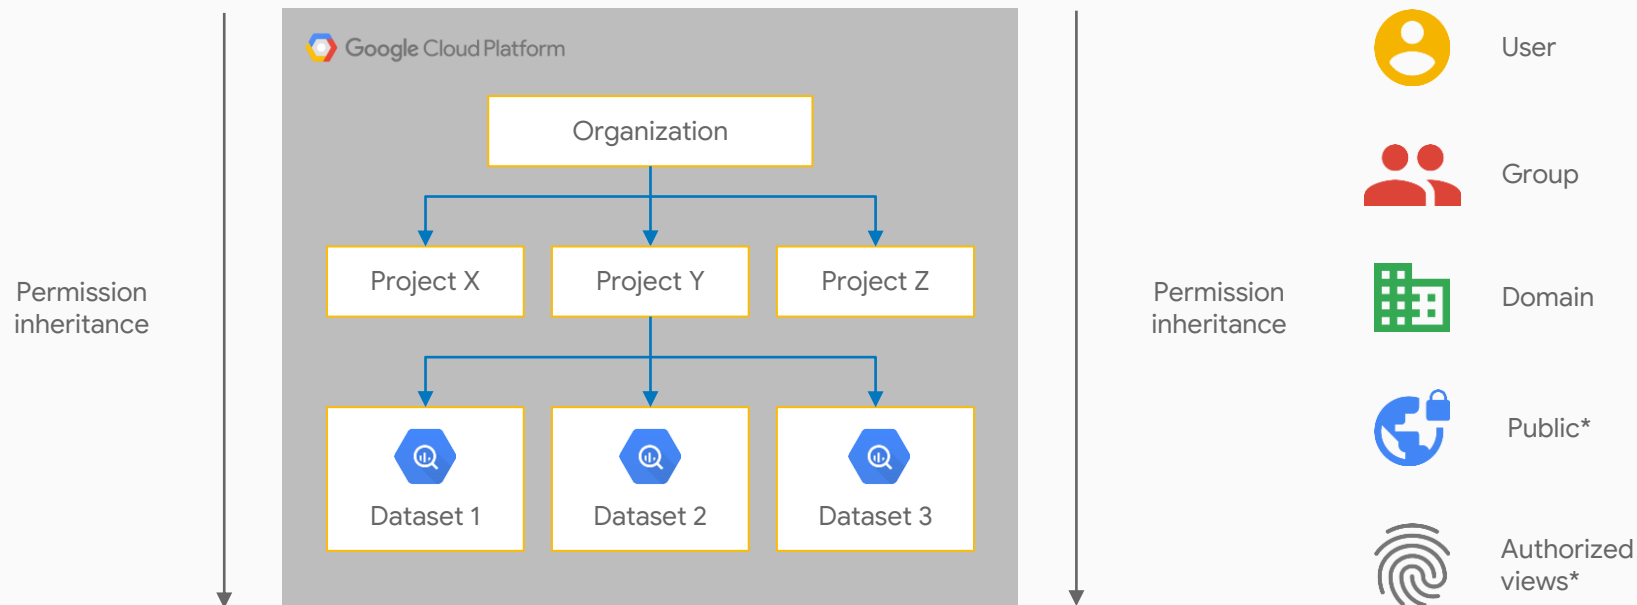 Google Cloud Platform
Organization
Project X
Project Y
Project Z
Dataset 1
Dataset 2
Dataset 3
Permission
inheritance
Permission
inheritance
User
Group
Domain
Public*
Authorized
views*